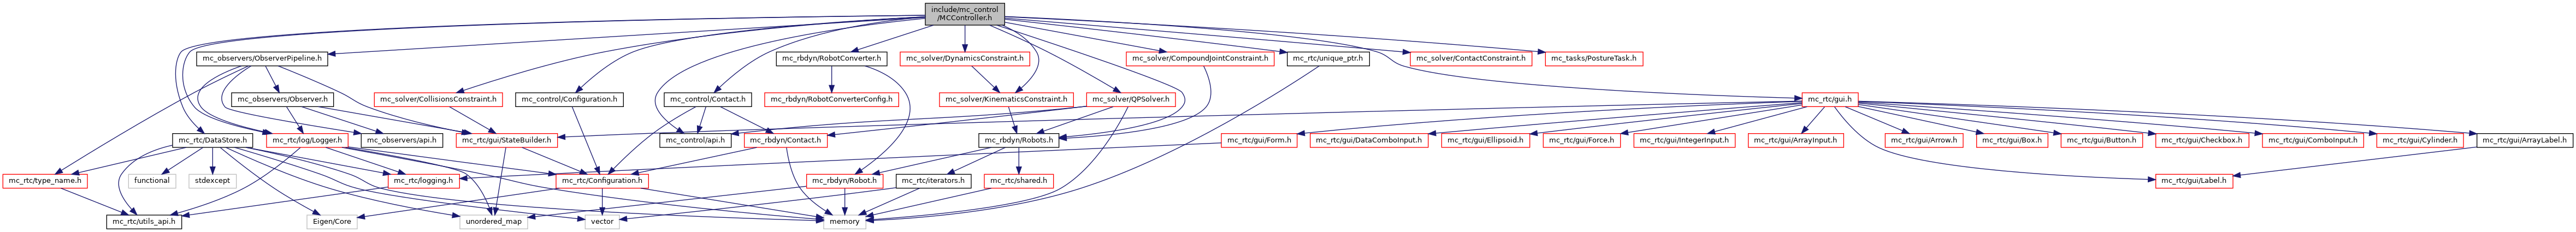 include/mc_control
/MCController.h
mc_observers/ObserverPipeline.h
mc_rbdyn/RobotConverter.h
mc_solver/DynamicsConstraint.h
mc_solver/CompoundJointConstraint.h
mc_rtc/unique_ptr.h
mc_solver/ContactConstraint.h
mc_tasks/PostureTask.h
mc_observers/Observer.h
mc_solver/CollisionsConstraint.h
mc_control/Configuration.h
mc_control/Contact.h
mc_rbdyn/RobotConverterConfig.h
mc_solver/KinematicsConstraint.h
mc_solver/QPSolver.h
mc_rtc/gui.h
mc_rtc/DataStore.h
mc_rtc/log/Logger.h
mc_observers/api.h
mc_rtc/gui/StateBuilder.h
mc_control/api.h
mc_rbdyn/Contact.h
mc_rbdyn/Robots.h
mc_rtc/gui/Form.h
mc_rtc/gui/DataComboInput.h
mc_rtc/gui/Ellipsoid.h
mc_rtc/gui/Force.h
mc_rtc/gui/IntegerInput.h
mc_rtc/gui/ArrayInput.h
mc_rtc/gui/Arrow.h
mc_rtc/gui/Box.h
mc_rtc/gui/Button.h
mc_rtc/gui/Checkbox.h
mc_rtc/gui/ComboInput.h
mc_rtc/gui/Cylinder.h
mc_rtc/gui/ArrayLabel.h
mc_rtc/type_name.h
functional
stdexcept
mc_rtc/logging.h
mc_rtc/Configuration.h
mc_rbdyn/Robot.h
mc_rtc/iterators.h
mc_rtc/shared.h
mc_rtc/gui/Label.h
mc_rtc/utils_api.h
Eigen/Core
unordered_map
vector
memory